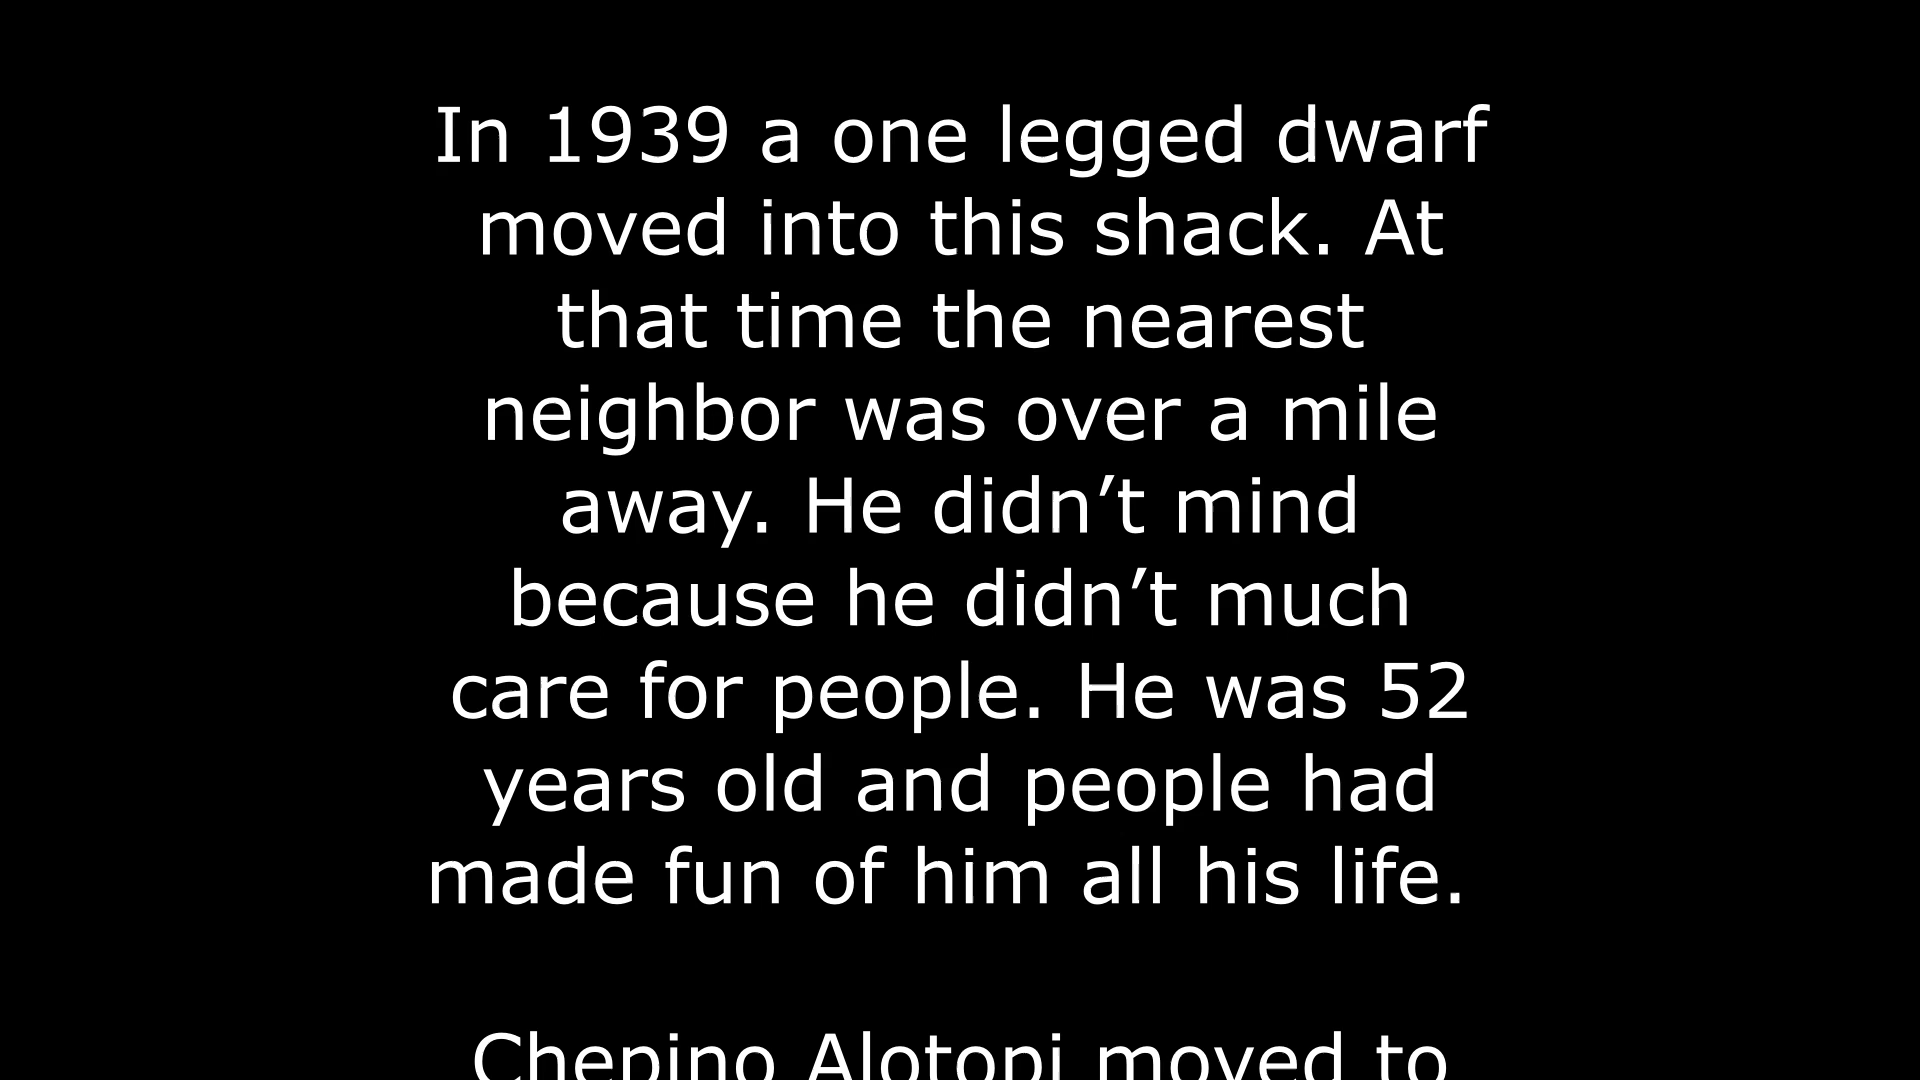 In 1939 a one legged dwarf
moved into this shack. At
that time the nearest
neighbor was over a mile
away. He didn’t mind
because he didn’t much
care for people. He was 52
years old and people had
made fun of him all his life.
Chepino Alotopi moved to